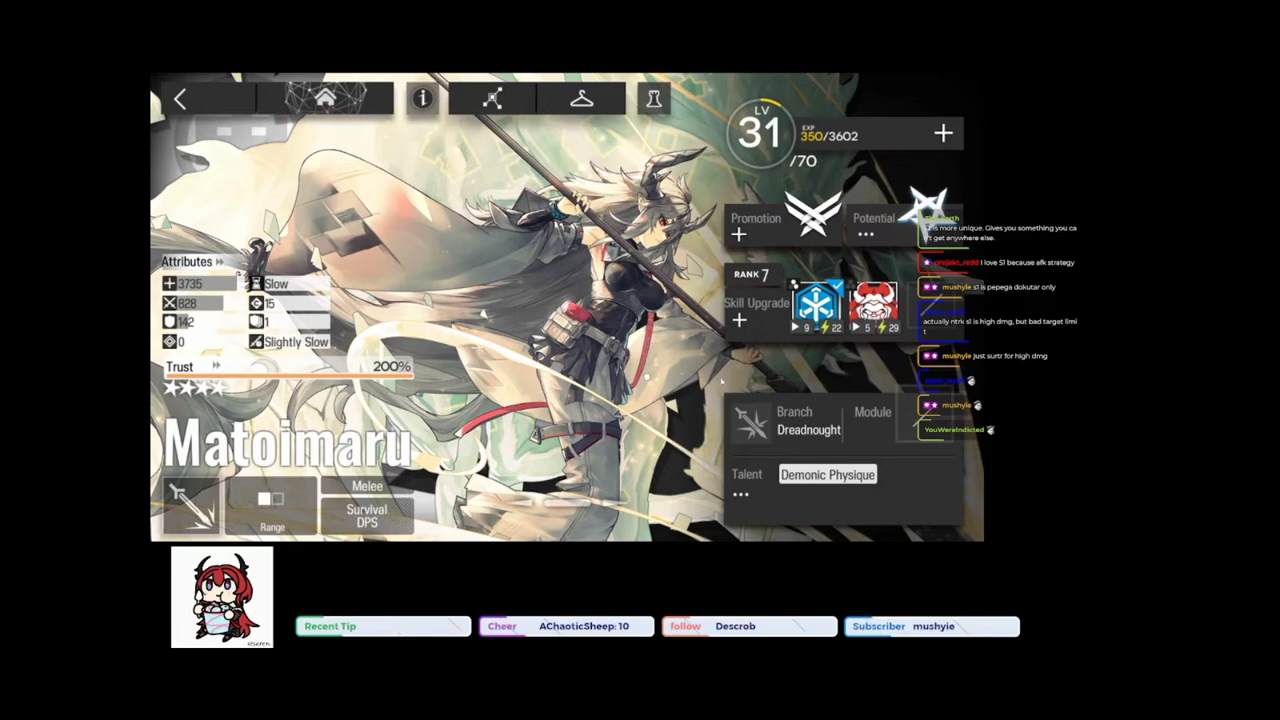 LV
31
EXP
350/3602
/70
Promotion
Potential
RANK 7
Skill Upgrade
9 22
5 29
Attributes
3735
Slow
828
15
142
1
0
Slightly Slow
Trust
200%
Matoimaru
Range
Melee
Survival
DPS
Branch
Dreadnought
Module
Talent
Demonic Physique
is more unique. Gives you something you ca
't get anywhere else.
I love S1 because afk strategy
mushyie s1 is pepega dokutar only
actually ntrk s1 is high dmg, but bad target limi
t
mushyie just surtr for high dmg
mushyie
YouWereIndicted
Recent Tip
Cheer AChaoticSheep: 10
follow Descrob
Subscriber mushyie